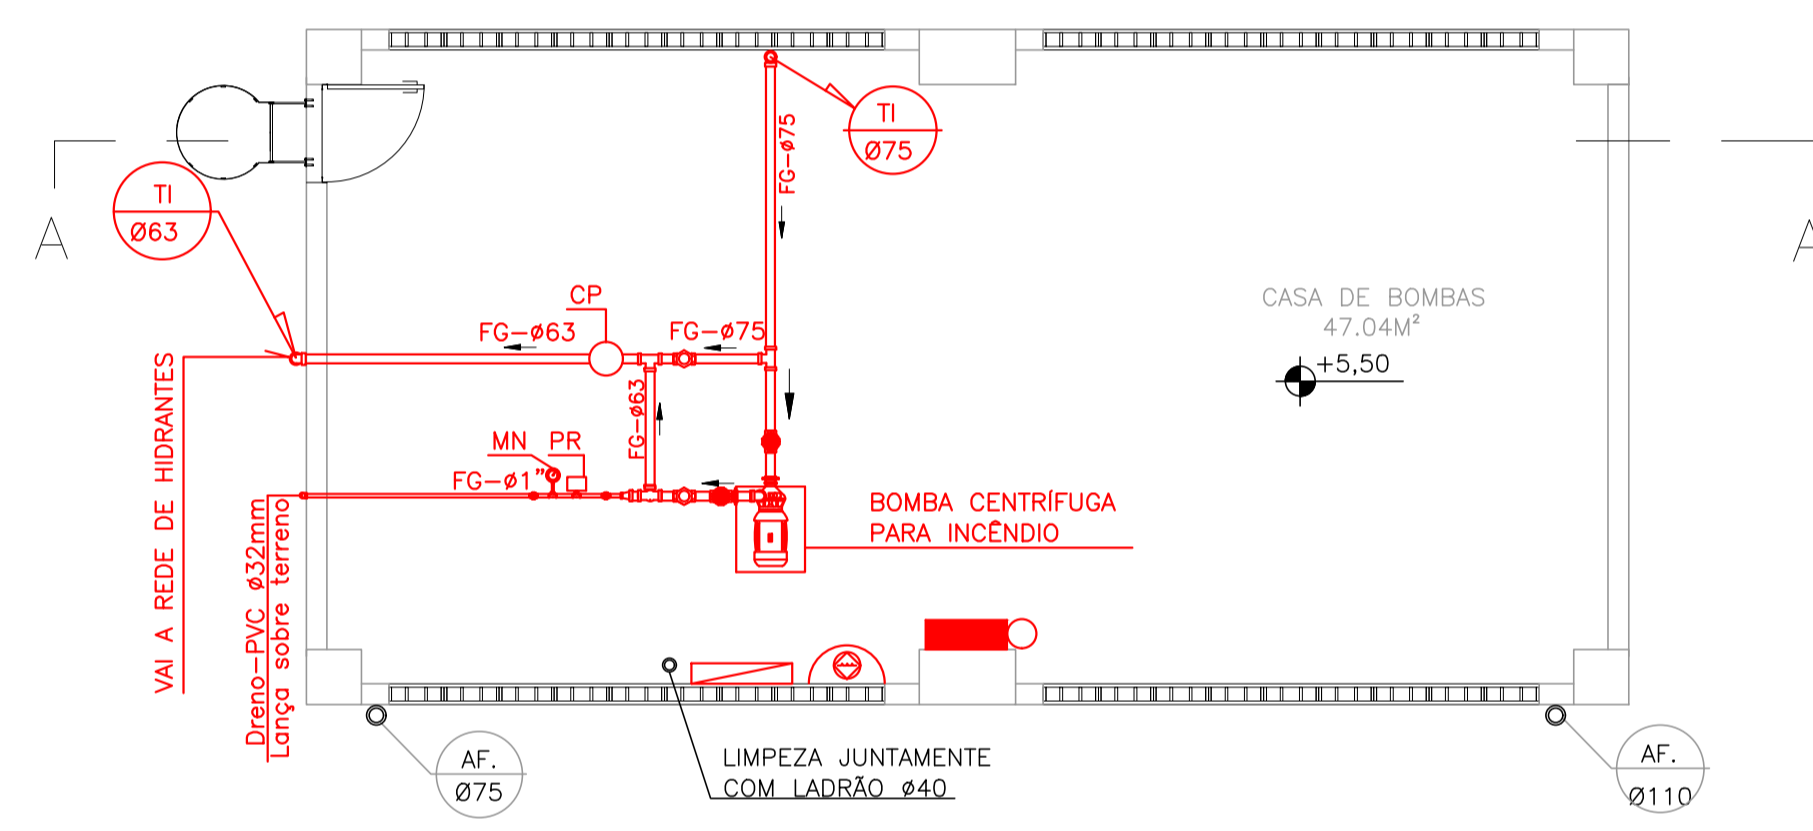 TI
Ø75
FG-ø75
TI
Ø63
A
A
CP
FG-ø63
FG-ø75
CASA DE BOMBAS
47.04M²
+5,50
FG-ø63
MN PR
FG-ø1"
BOMBA CENTRÍFUGA
PARA INCÊNDIO
VAI A REDE DE HIDRANTES
Dreno-PVC ø32mm
Lança sobre terreno
AF.
Ø75
LIMPEZA JUNTAMENTE
COM LADRÃO ø40
AF.
Ø110